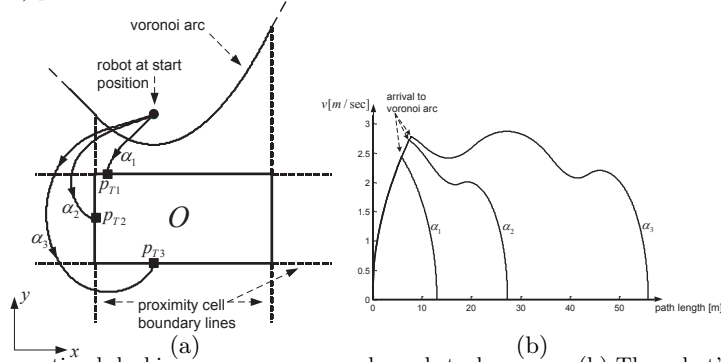 voronoi arc
robot at start
position
α1
pT1
α2
pT2
O
α3
pT3
proximity cell
boundary lines
y
x
(a)
v[m / sec]
arrival to
voronoi arc
3
2.5
2
1.5
1
0.5
0
α1
α2
α3
0 10 20 30 40 50
path length [m]
(b)